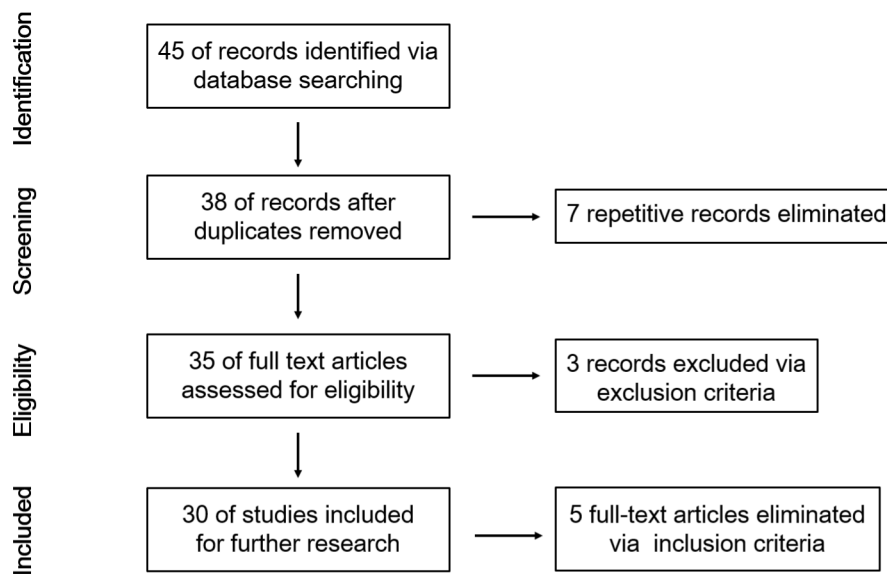 Identification
45 of records identified via
database searching
Screening
38 of records after
duplicates removed
7 repetitive records eliminated
Eligibility
35 of full text articles
assessed for eligibility
3 records excluded via
exclusion criteria
Included
30 of studies included
for further research
5 full-text articles eliminated
via inclusion criteria